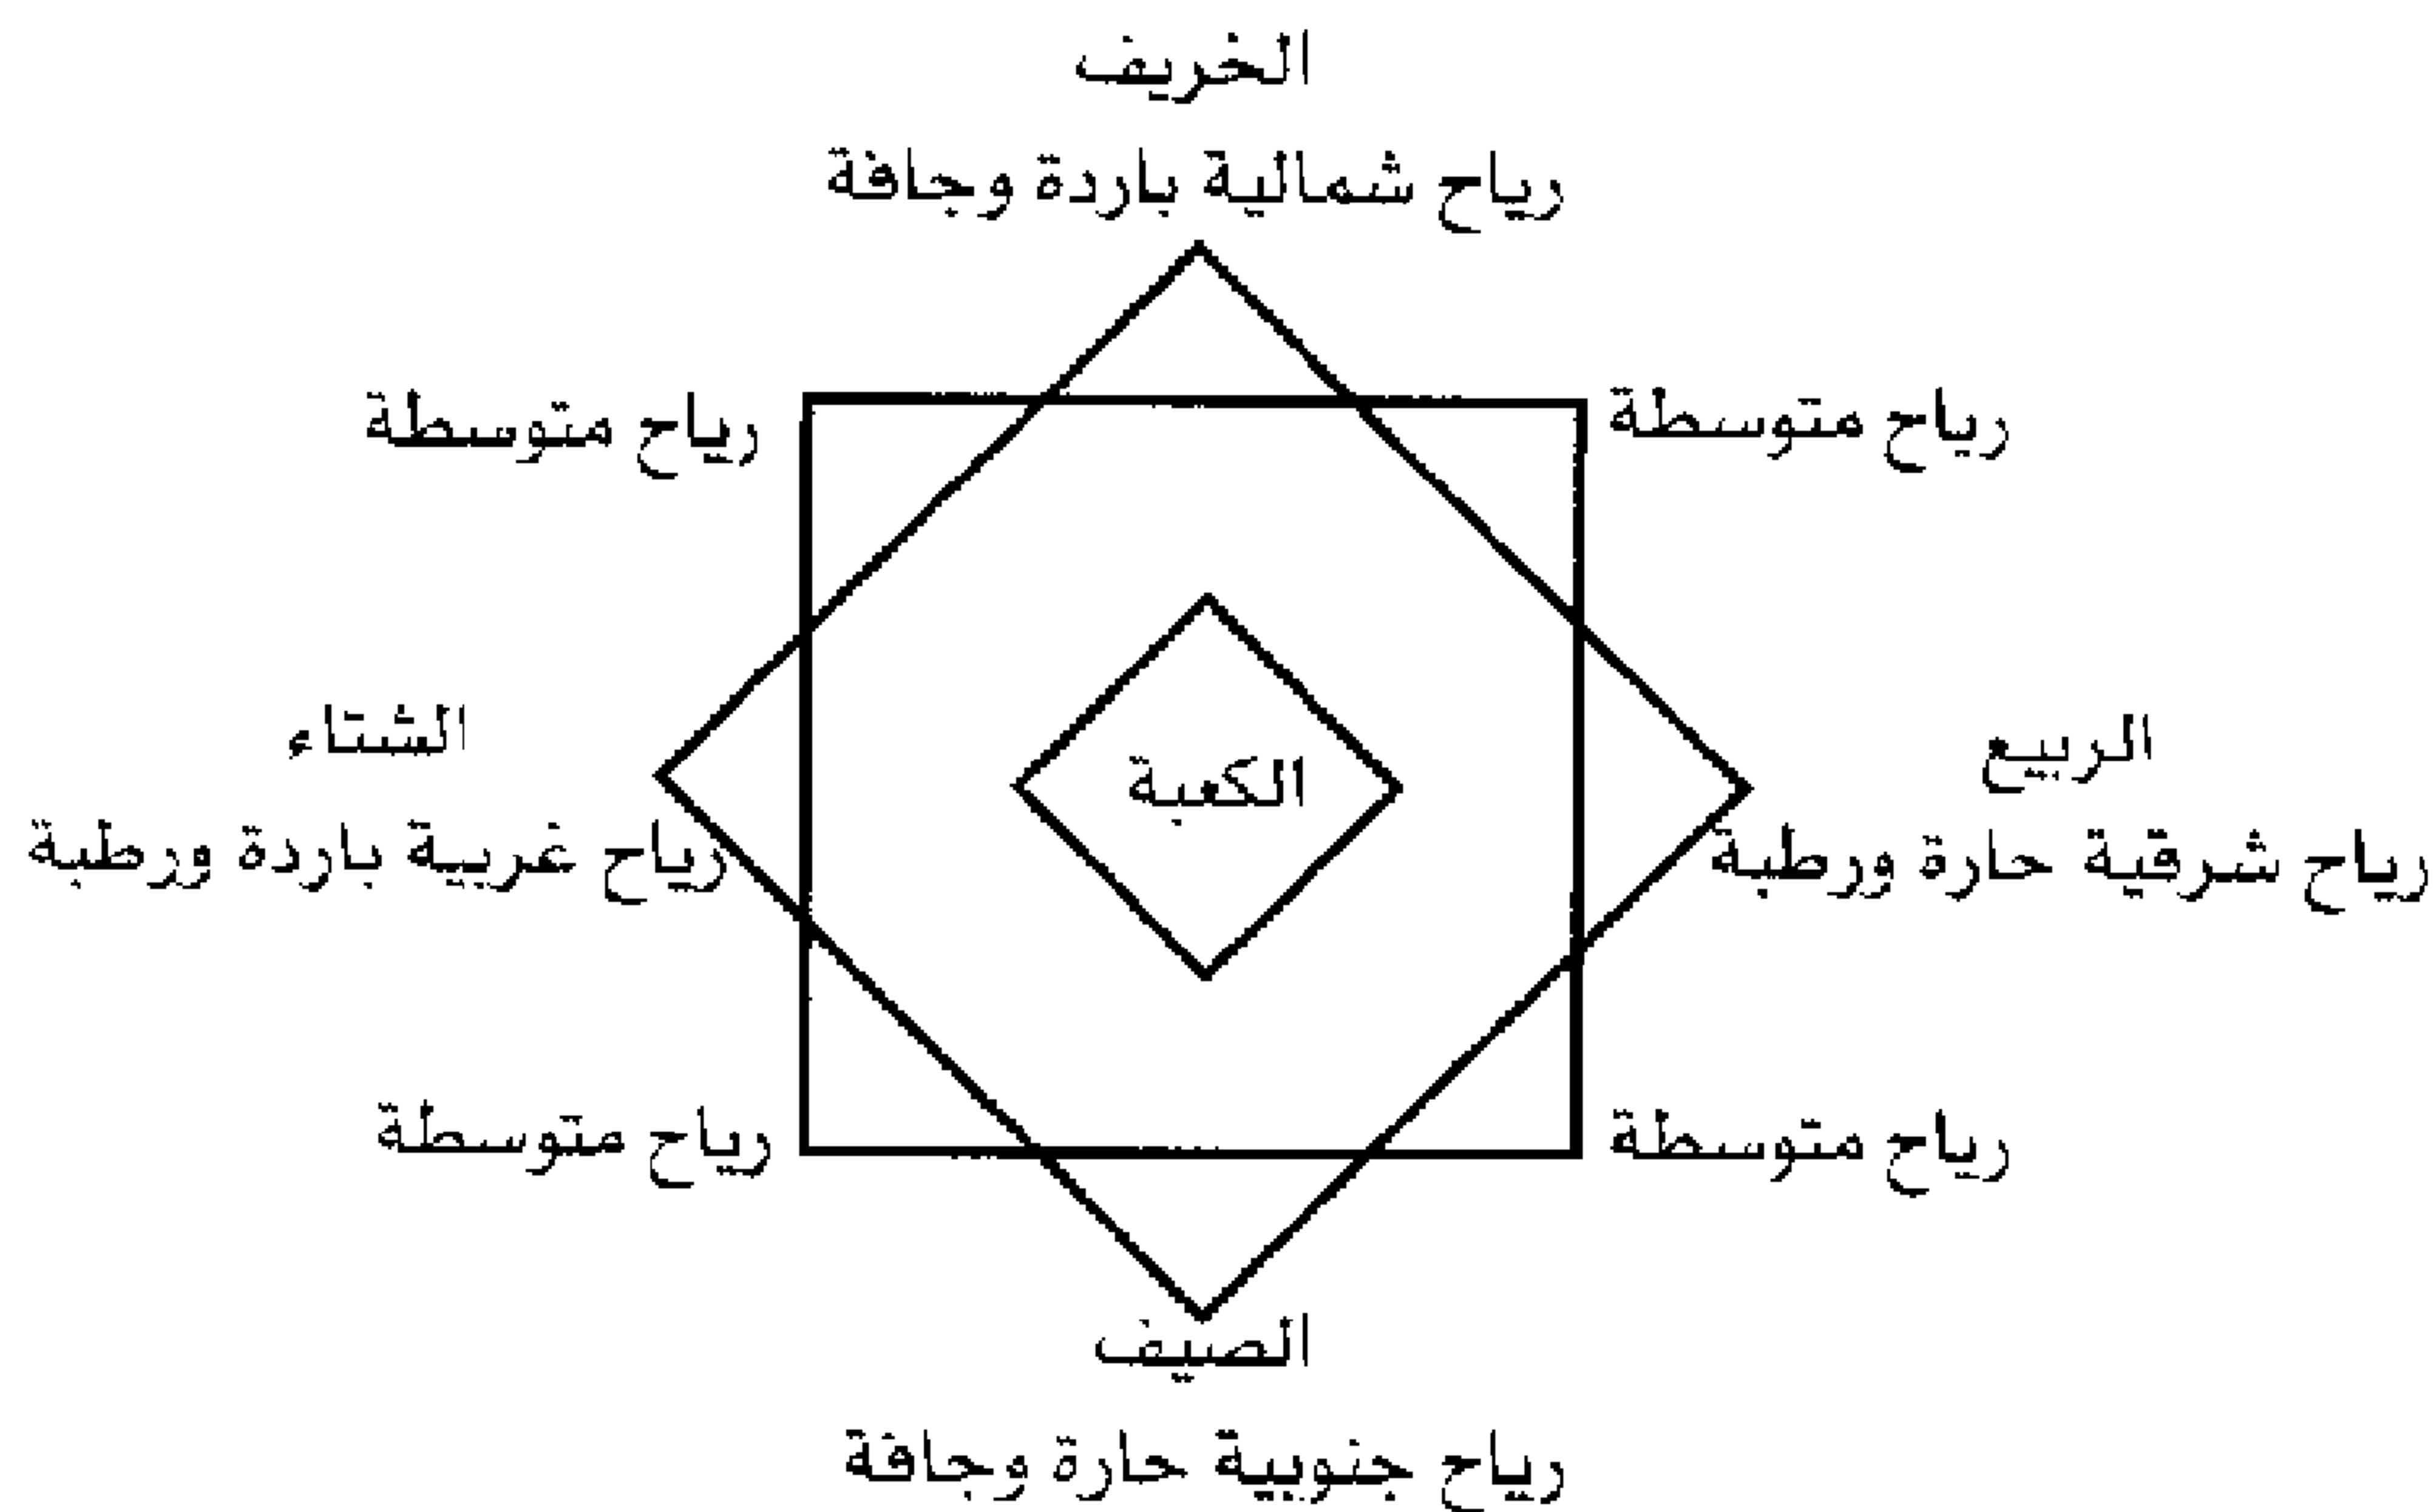 الخريف
رياح شمالية باردة وجافة
رياح متوسطة
رياح متوسطة
الربيع
رياح شرقية حارة ورطبة
الكعبة
الشتاء
رياح غربية باردة ورطبة
رياح متوسطة
رياح متوسطة
الصيف
رياح جنوبية حارة وجافة